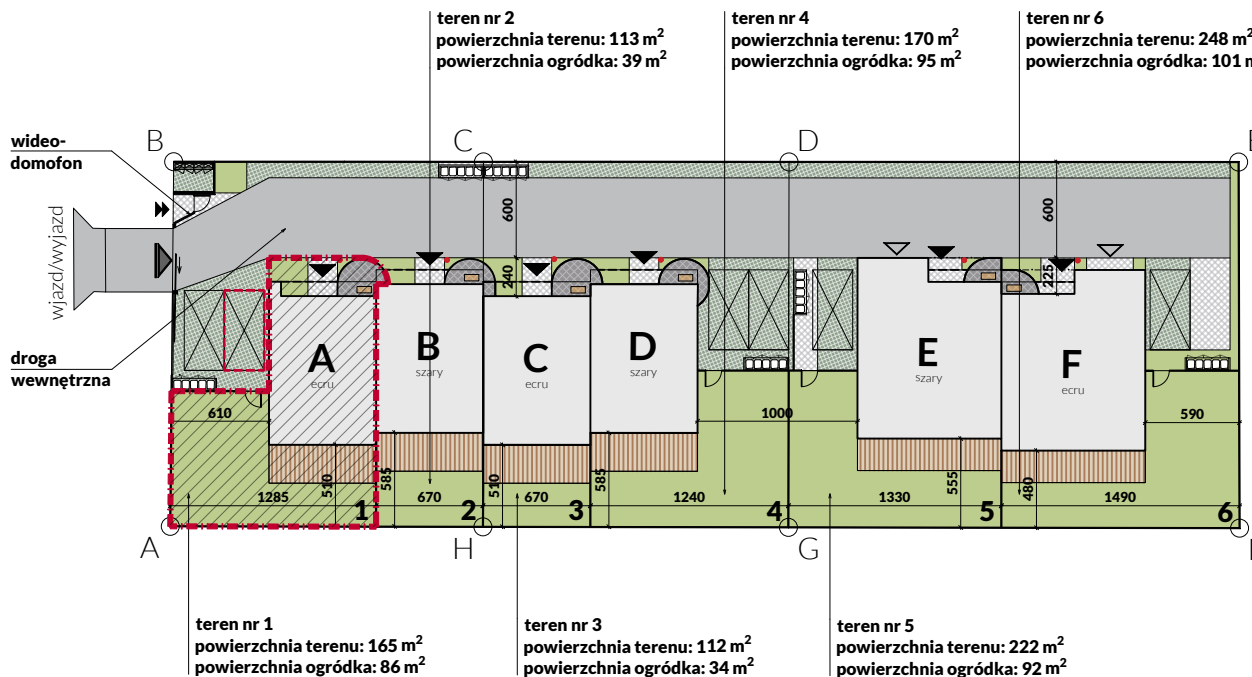 teren nr 2
powierzchnia terenu: 113 m²
powierzchnia ogródka: 39 m²
teren nr 4
powierzchnia terenu: 170 m²
powierzchnia ogródka: 95 m²
teren nr 6
powierzchnia terenu: 248 m²
powierzchnia ogródka: 101 m
wideo-
domofon
B
C
D
E
wjazd/wyjazd
600
600
240
225
droga
wewnętrzna
A
ecru
B
szary
C
ecru
D
szary
E
szary
F
ecru
610
1000
590
510
585
510
585
555
480
1285
670
670
1240
1330
1490
1
2
3
4
5
6
A
H
G
teren nr 1
powierzchnia terenu: 165 m²
powierzchnia ogródka: 86 m²
teren nr 3
powierzchnia terenu: 112 m²
powierzchnia ogródka: 34 m²
teren nr 5
powierzchnia terenu: 222 m²
powierzchnia ogródka: 92 m²